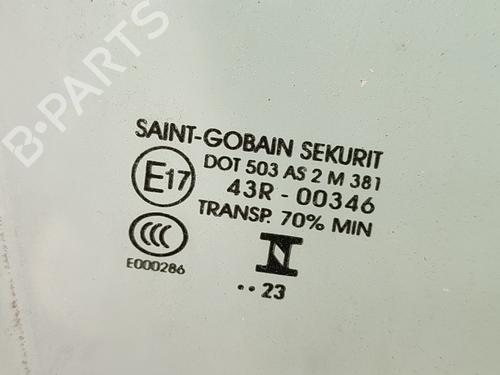 B-PARTS
SAINT-GOBAIN SEKURIT
E17
DOT 503 AS 2 M 381
43R - 00346
TRANSP. 70% MIN
CCC
E000286
N
•• 23